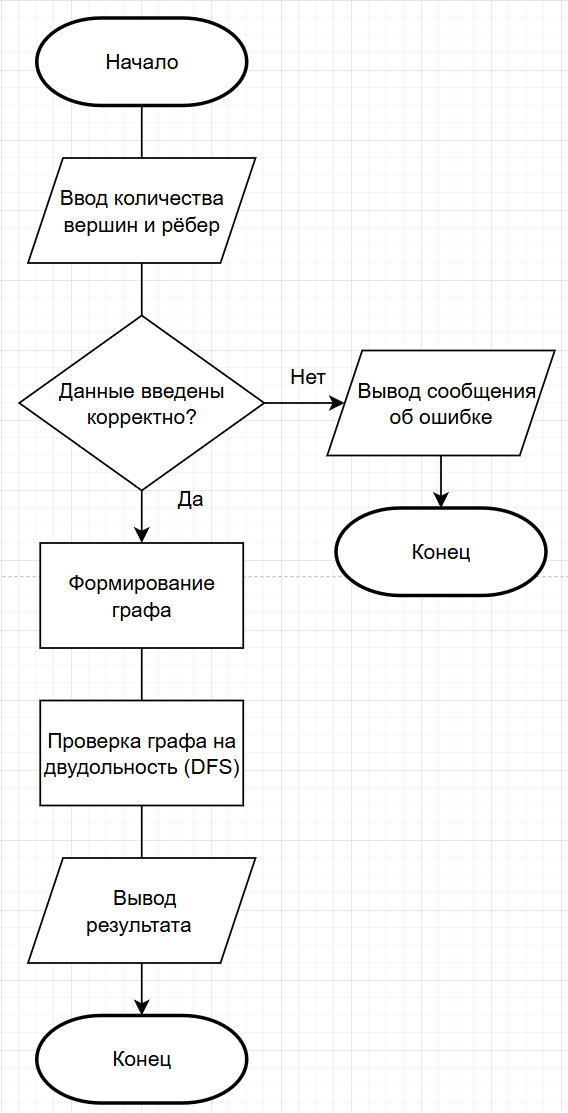 Начало
Ввод количества
вершин и рёбер
Данные введены
корректно?
Нет
Вывод сообщения
об ошибке
Да
Конец
Формирование
графа
Проверка графа на
двудольность (DFS)
Вывод
результата
Конец